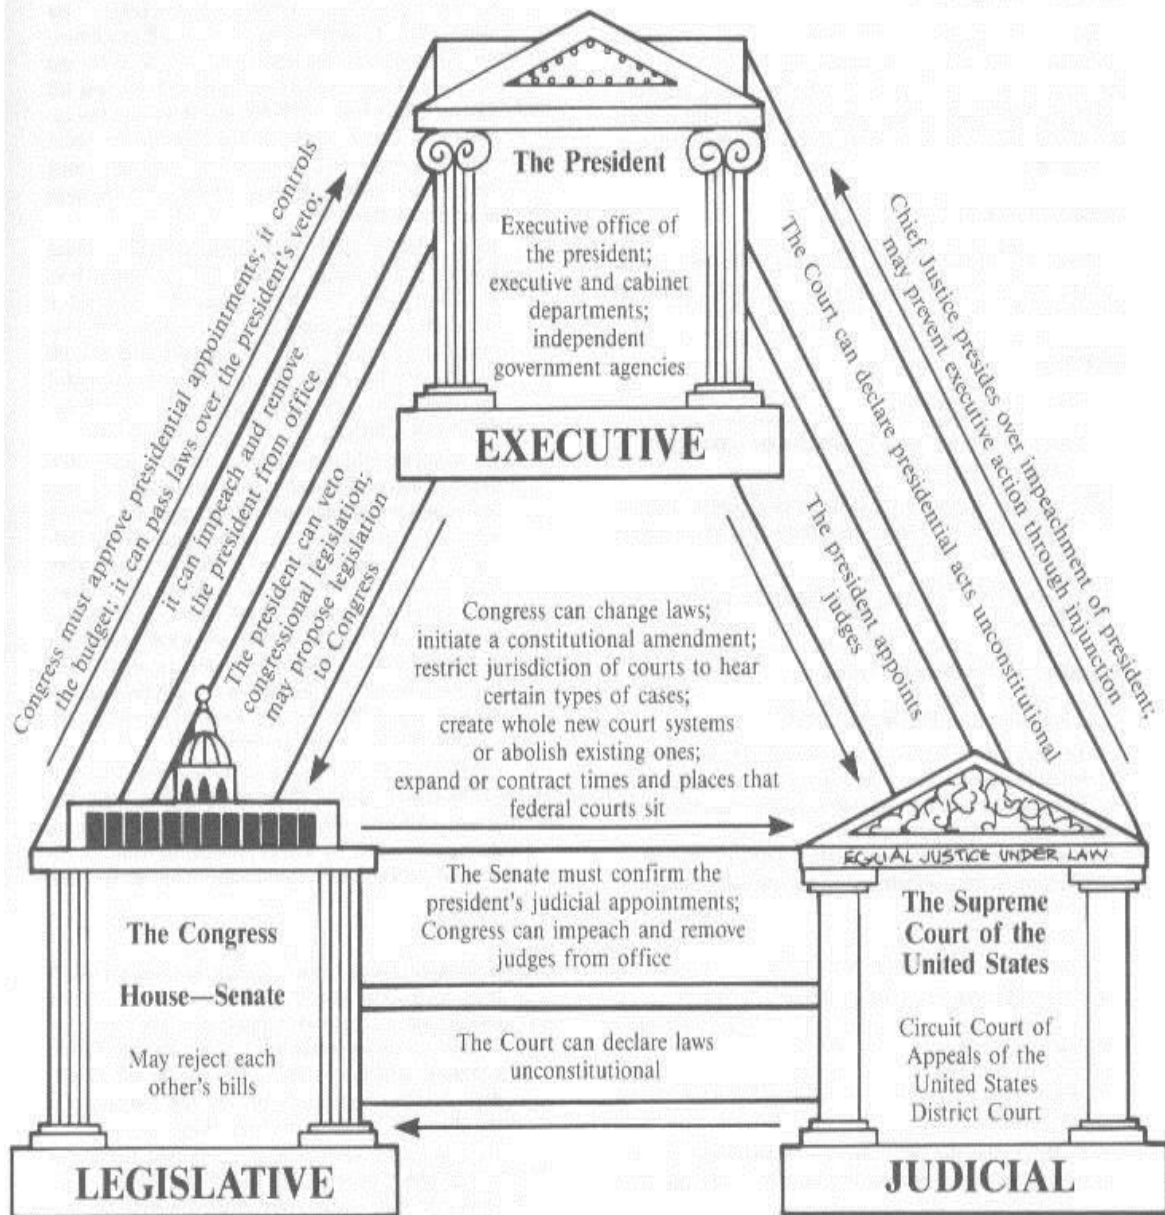 The President
Executive office of
the president;
executive and cabinet
departments;
independent
government agencies
EXECUTIVE
Congress must approve presidential appointments; it controls
the budget; it can pass laws over the president's veto;
it can impeach and remove
the president from office
The president can veto
congressional legislation,
may propose legislation
to Congress
Chief Justice presides over impeachment of president;
may prevent executive action through injunction
The Court can declare presidential acts unconstitutional
The president appoints
judges
Congress can change laws;
initiate a constitutional amendment;
restrict jurisdiction of courts to hear
certain types of cases;
create whole new court systems
or abolish existing ones;
expand or contract times and places that
federal courts sit
The Senate must confirm the
president's judicial appointments;
Congress can impeach and remove
judges from office
The Court can declare laws
unconstitutional
The Congress
House—Senate
May reject each
other's bills
LEGISLATIVE
EQUAL JUSTICE UNDER LAW
The Supreme
Court of the
United States
Circuit Court of
Appeals of the
United States
District Court
JUDICIAL